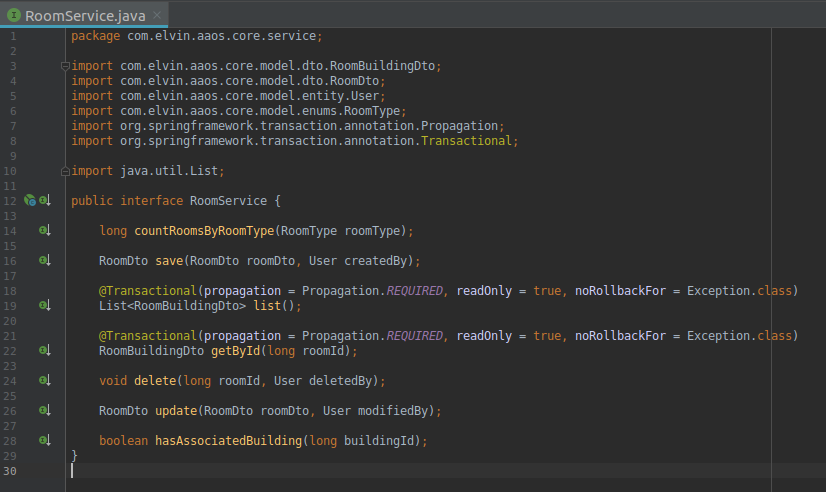 RoomService.java
1 package com.elvin.aaos.core.service;
2
3 import com.elvin.aaos.core.model.dto.RoomBuildingDto;
4 import com.elvin.aaos.core.model.dto.RoomDto;
5 import com.elvin.aaos.core.model.entity.User;
6 import com.elvin.aaos.core.model.enums.RoomType;
7 import org.springframework.transaction.annotation.Propagation;
8 import org.springframework.transaction.annotation.Transactional;
9
10 import java.util.List;
11
12 public interface RoomService {
13
14     long countRoomsByRoomType(RoomType roomType);
15
16     RoomDto save(RoomDto roomDto, User createdBy);
17
18     @Transactional(propagation = Propagation.REQUIRED, readOnly = true, noRollbackFor = Exception.class)
19     List<RoomBuildingDto> list();
20
21     @Transactional(propagation = Propagation.REQUIRED, readOnly = true, noRollbackFor = Exception.class)
22     RoomBuildingDto getById(long roomId);
23
24     void delete(long roomId, User deletedBy);
25
26     RoomDto update(RoomDto roomDto, User modifiedBy);
27
28     boolean hasAssociatedBuilding(long buildingId);
29 }
30